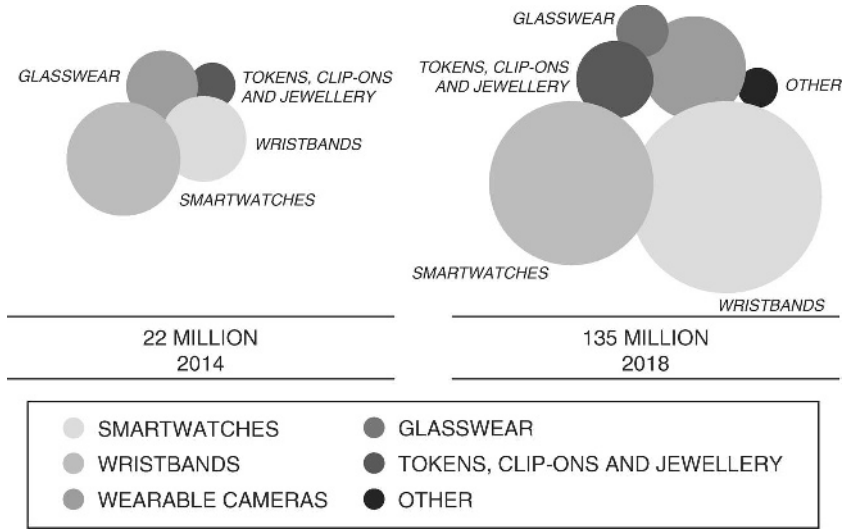 GLASSWEAR
TOKENS, CLIP-ONS
AND JEWELLERY
WRISTBANDS
SMARTWATCHES
22 MILLION
2014
GLASSWEAR
TOKENS, CLIP-ONS
AND JEWELLERY
OTHER
SMARTWATCHES
WRISTBANDS
135 MILLION
2018
SMARTWATCHES
WRISTBANDS
WEARABLE CAMERAS
GLASSWEAR
TOKENS, CLIP-ONS AND JEWELLERY
OTHER